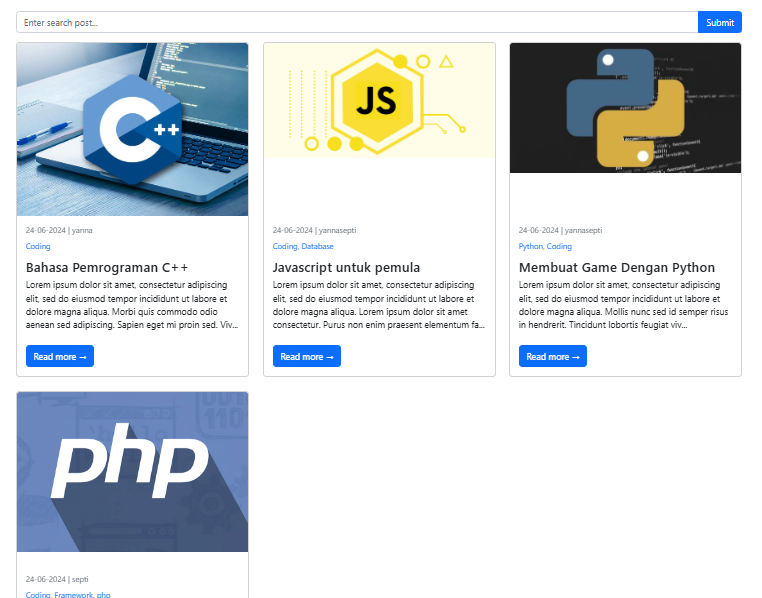 Enter search post...
Submit
C++
JS
24-06-2024 | yanna
Coding
Bahasa Pemrograman C++
Lorem ipsum dolor sit amet, consectetur adipiscing
elit, sed do eiusmod tempor incididunt ut labore et
dolore magna aliqua. Morbi quis commodo odio
aenean sed adipiscing. Sapien eget mi proin sed. Viv...
Read more →
24-06-2024 | yannasepti
Coding, Database
Javascript untuk pemula
Lorem ipsum dolor sit amet, consectetur adipiscing
elit, sed do eiusmod tempor incididunt ut labore et
dolore magna aliqua. Lorem ipsum dolor sit amet
consectetur. Purus non enim praesent elementum fa...
Read more →
24-06-2024 | yannasepti
Python, Coding
Membuat Game Dengan Python
Lorem ipsum dolor sit amet, consectetur adipiscing
elit, sed do eiusmod tempor incididunt ut labore et
dolore magna aliqua. Mollis nunc sed id semper risus
in hendrerit. Tincidunt lobortis feugiat viv...
Read more →
php
24-06-2024 | septi
Coding, Framework, php